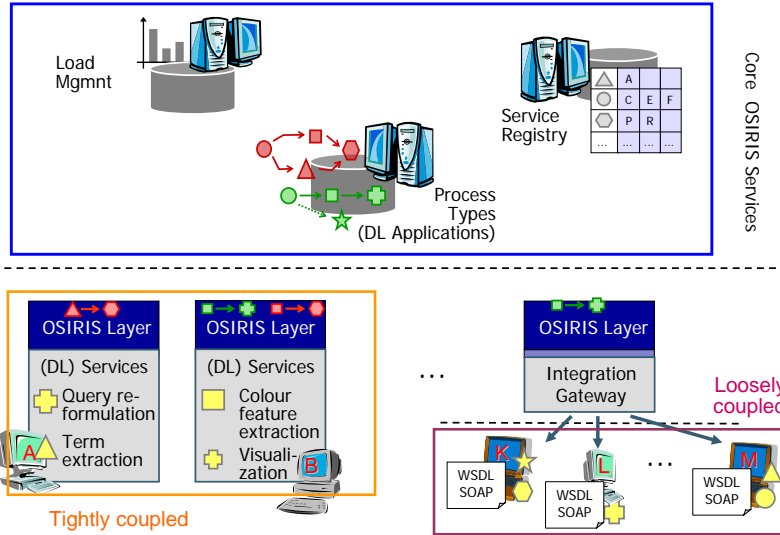 Load
Mgmnt
Service
Registry
A
C E F
P R
... ... ... ...
Core OSIRIS Services
Process
Types
(DL Applications)
OSIRIS Layer
(DL) Services
Query re-
formulation
Term
extraction
A
OSIRIS Layer
(DL) Services
Colour
feature
extraction
Visuali-
zation
B
Tightly coupled
...
OSIRIS Layer
Integration
Gateway
Loosely
coupled
K
WSDL
SOAP
L
WSDL
SOAP
...
M
WSDL
SOAP